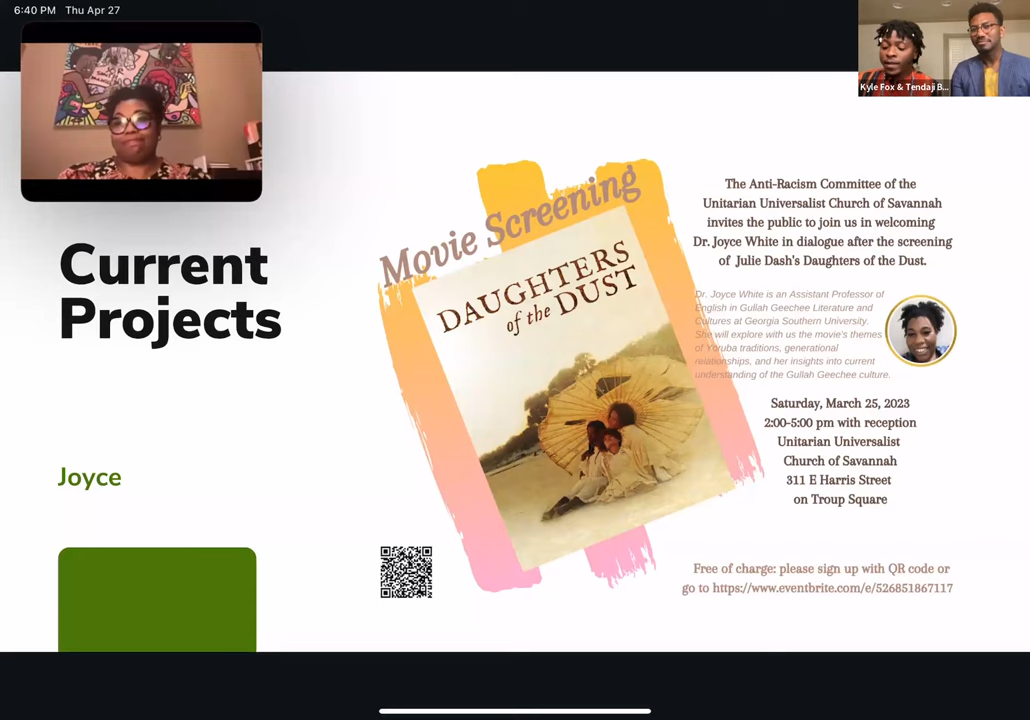 6:40 PM Thu Apr 27
Kyle Fox & Tendaji B...
Current
Projects
Joyce
Movie Screening
DAUGHTERS
of the DUST
The Anti-Racism Committee of the
Unitarian Universalist Church of Savannah
invites the public to join us in welcoming
Dr. Joyce White in dialogue after the screening
of Julie Dash's Daughters of the Dust.
Dr. Joyce White is an Assistant Professor of
English in Gullah Geechee Literature and
Cultures at Georgia Southern University.
She will explore with us the movie's themes
of Yoruba traditions, generational
relationships, and her insights into current
understanding of the Gullah Geechee culture.
Saturday, March 25, 2023
2:00-5:00 pm with reception
Unitarian Universalist
Church of Savannah
311 E Harris Street
on Troup Square
Free of charge: please sign up with QR code or
go to https://www.eventbrite.com/e/526851867117